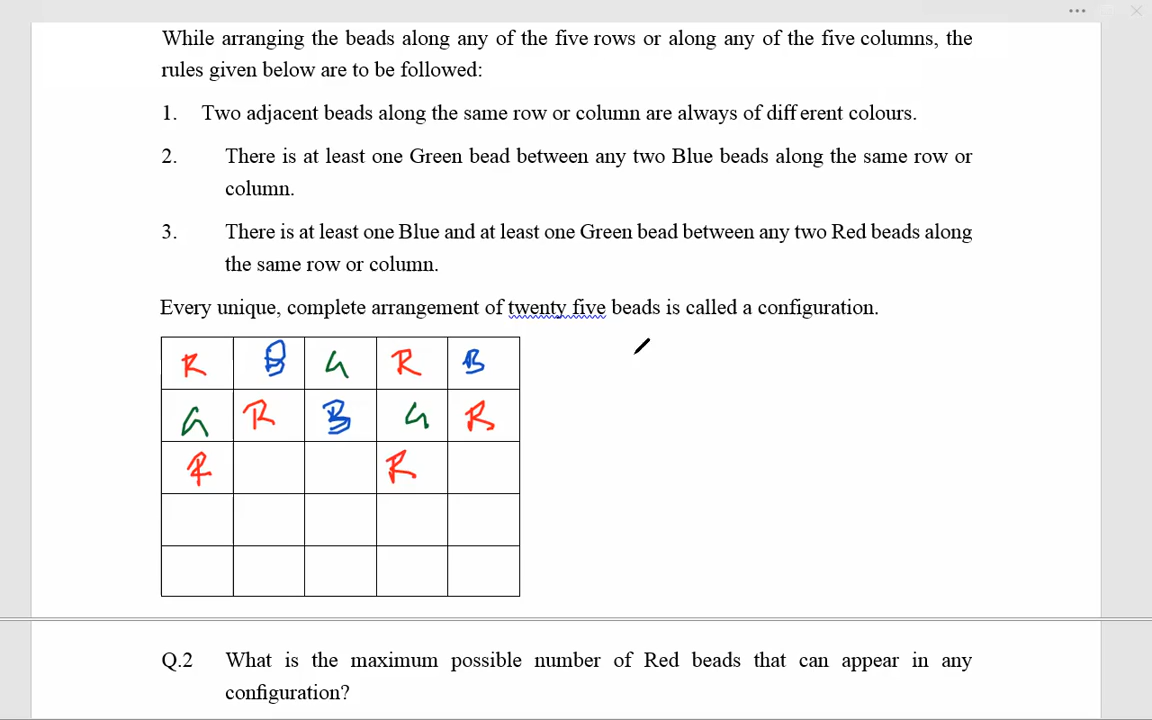 While arranging the beads along any of the five rows or along any of the five columns, the
rules given below are to be followed:
1. Two adjacent beads along the same row or column are always of different colours.
2. There is at least one Green bead between any two Blue beads along the same row or
column.
3. There is at least one Blue and at least one Green bead between any two Red beads along
the same row or column.
Every unique, complete arrangement of twenty five beads is called a configuration.
R B G R B
G R B G R
R R
Q.2 What is the maximum possible number of Red beads that can appear in any
configuration?